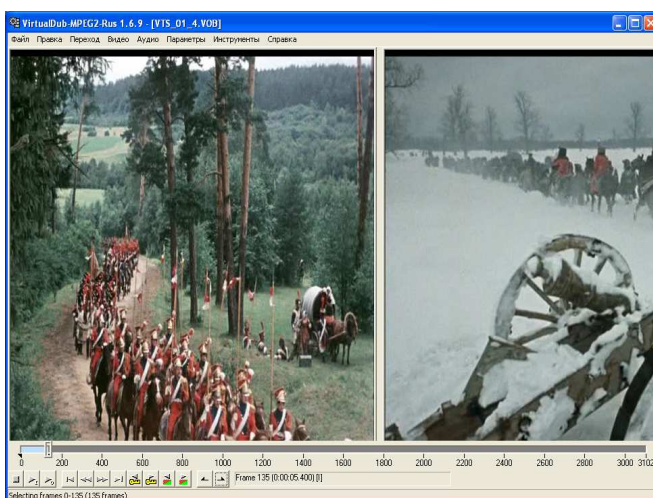 VirtualDub-MPEG2-Rus 1.6.9 - [VTS_01_4.VOB]
Файл Правка Переход Видео Аудио Параметры Инструменты Справка
0 200 400 600 800 1000 1200 1400 1600 1800 2000 2200 2400 2600 2800 3000 3102
Frame 135 (0:00:05.400) [I]
Selecting frames 0-135 (135 frames)